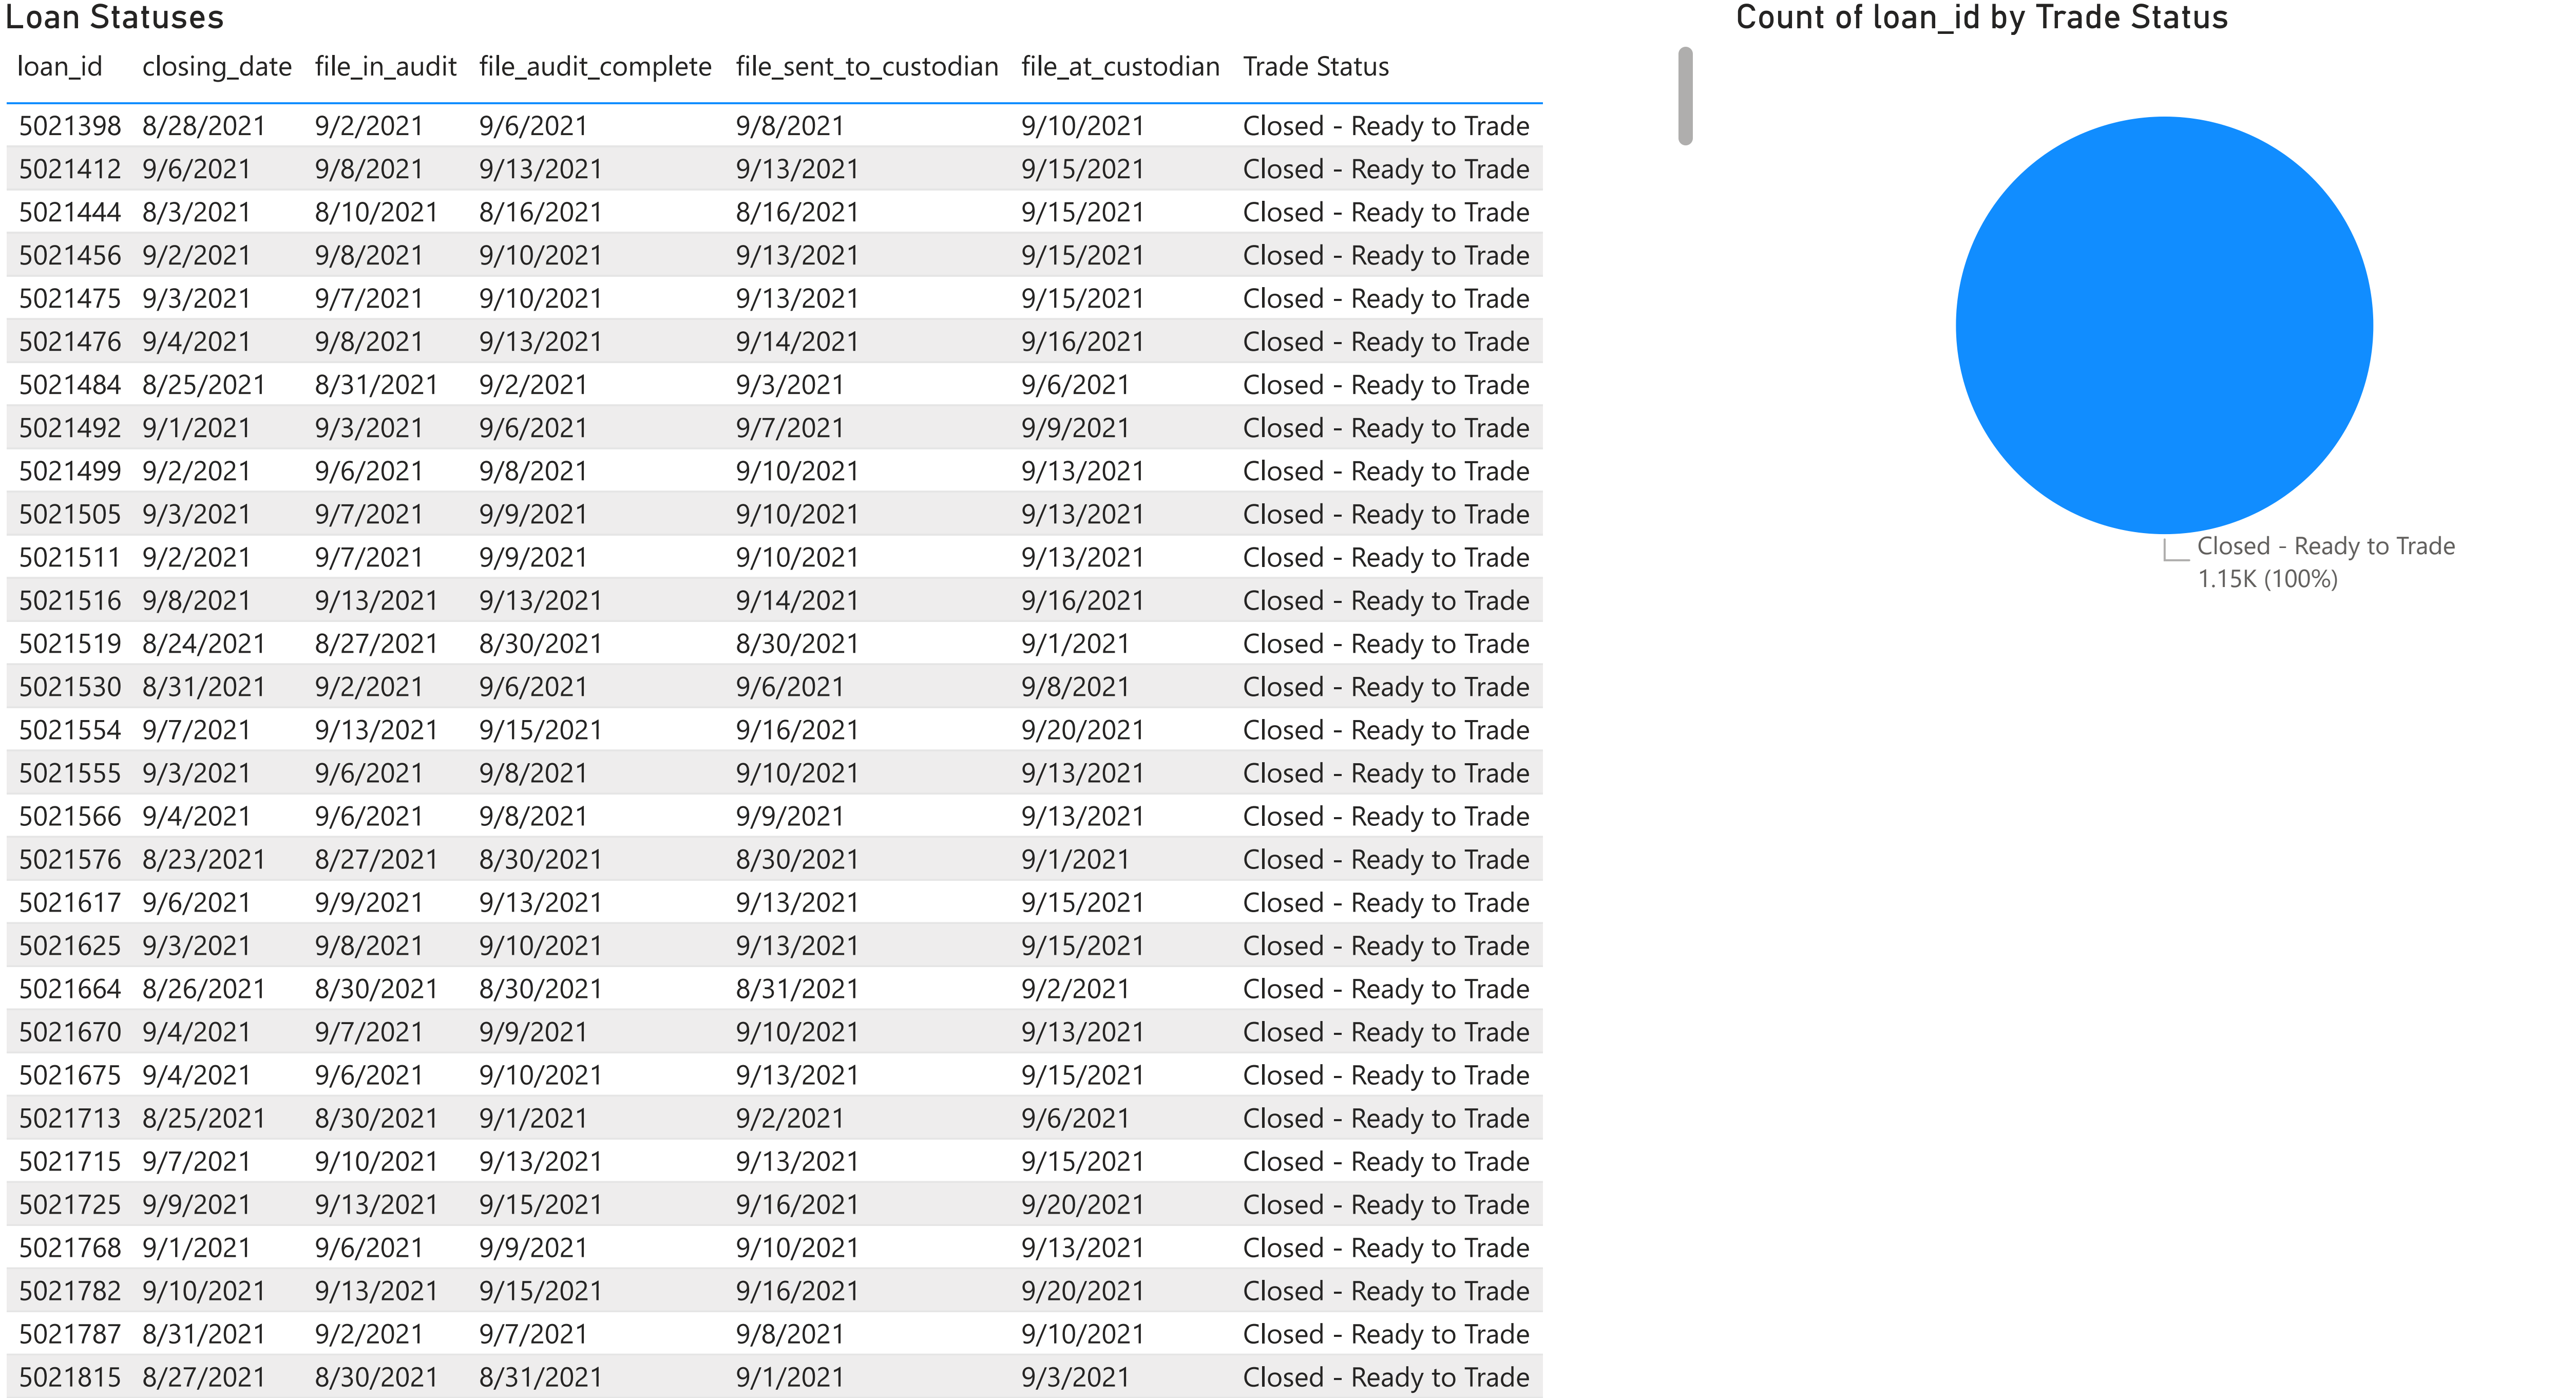 Loan Statuses
loan_id closing_date file_in_audit file_audit_complete file_sent_to_custodian file_at_custodian Trade Status
5021398 8/28/2021 9/2/2021 9/6/2021 9/8/2021 9/10/2021 Closed - Ready to Trade
5021412 9/6/2021 9/8/2021 9/13/2021 9/13/2021 9/15/2021 Closed - Ready to Trade
5021444 8/3/2021 8/10/2021 8/16/2021 8/16/2021 9/15/2021 Closed - Ready to Trade
5021456 9/2/2021 9/8/2021 9/10/2021 9/13/2021 9/15/2021 Closed - Ready to Trade
5021475 9/3/2021 9/7/2021 9/10/2021 9/13/2021 9/15/2021 Closed - Ready to Trade
5021476 9/4/2021 9/8/2021 9/13/2021 9/14/2021 9/16/2021 Closed - Ready to Trade
5021484 8/25/2021 8/31/2021 9/2/2021 9/3/2021 9/6/2021 Closed - Ready to Trade
5021492 9/1/2021 9/3/2021 9/6/2021 9/7/2021 9/9/2021 Closed - Ready to Trade
5021499 9/2/2021 9/6/2021 9/8/2021 9/10/2021 9/13/2021 Closed - Ready to Trade
5021505 9/3/2021 9/7/2021 9/9/2021 9/10/2021 9/13/2021 Closed - Ready to Trade
5021511 9/2/2021 9/7/2021 9/9/2021 9/10/2021 9/13/2021 Closed - Ready to Trade
5021516 9/8/2021 9/13/2021 9/13/2021 9/14/2021 9/16/2021 Closed - Ready to Trade
5021519 8/24/2021 8/27/2021 8/30/2021 8/30/2021 9/1/2021 Closed - Ready to Trade
5021530 8/31/2021 9/2/2021 9/6/2021 9/6/2021 9/8/2021 Closed - Ready to Trade
5021554 9/7/2021 9/13/2021 9/15/2021 9/16/2021 9/20/2021 Closed - Ready to Trade
5021555 9/3/2021 9/6/2021 9/8/2021 9/10/2021 9/13/2021 Closed - Ready to Trade
5021566 9/4/2021 9/6/2021 9/8/2021 9/9/2021 9/13/2021 Closed - Ready to Trade
5021576 8/23/2021 8/27/2021 8/30/2021 8/30/2021 9/1/2021 Closed - Ready to Trade
5021617 9/6/2021 9/9/2021 9/13/2021 9/13/2021 9/15/2021 Closed - Ready to Trade
5021625 9/3/2021 9/8/2021 9/10/2021 9/13/2021 9/15/2021 Closed - Ready to Trade
5021664 8/26/2021 8/30/2021 8/30/2021 8/31/2021 9/2/2021 Closed - Ready to Trade
5021670 9/4/2021 9/7/2021 9/9/2021 9/10/2021 9/13/2021 Closed - Ready to Trade
5021675 9/4/2021 9/6/2021 9/10/2021 9/13/2021 9/15/2021 Closed - Ready to Trade
5021713 8/25/2021 8/30/2021 9/1/2021 9/2/2021 9/6/2021 Closed - Ready to Trade
5021715 9/7/2021 9/10/2021 9/13/2021 9/13/2021 9/15/2021 Closed - Ready to Trade
5021725 9/9/2021 9/13/2021 9/15/2021 9/16/2021 9/20/2021 Closed - Ready to Trade
5021768 9/1/2021 9/6/2021 9/9/2021 9/10/2021 9/13/2021 Closed - Ready to Trade
5021782 9/10/2021 9/13/2021 9/15/2021 9/16/2021 9/20/2021 Closed - Ready to Trade
5021787 8/31/2021 9/2/2021 9/7/2021 9/8/2021 9/10/2021 Closed - Ready to Trade
5021815 8/27/2021 8/30/2021 8/31/2021 9/1/2021 9/3/2021 Closed - Ready to Trade
Count of loan_id by Trade Status
Closed - Ready to Trade
1.15K (100%)